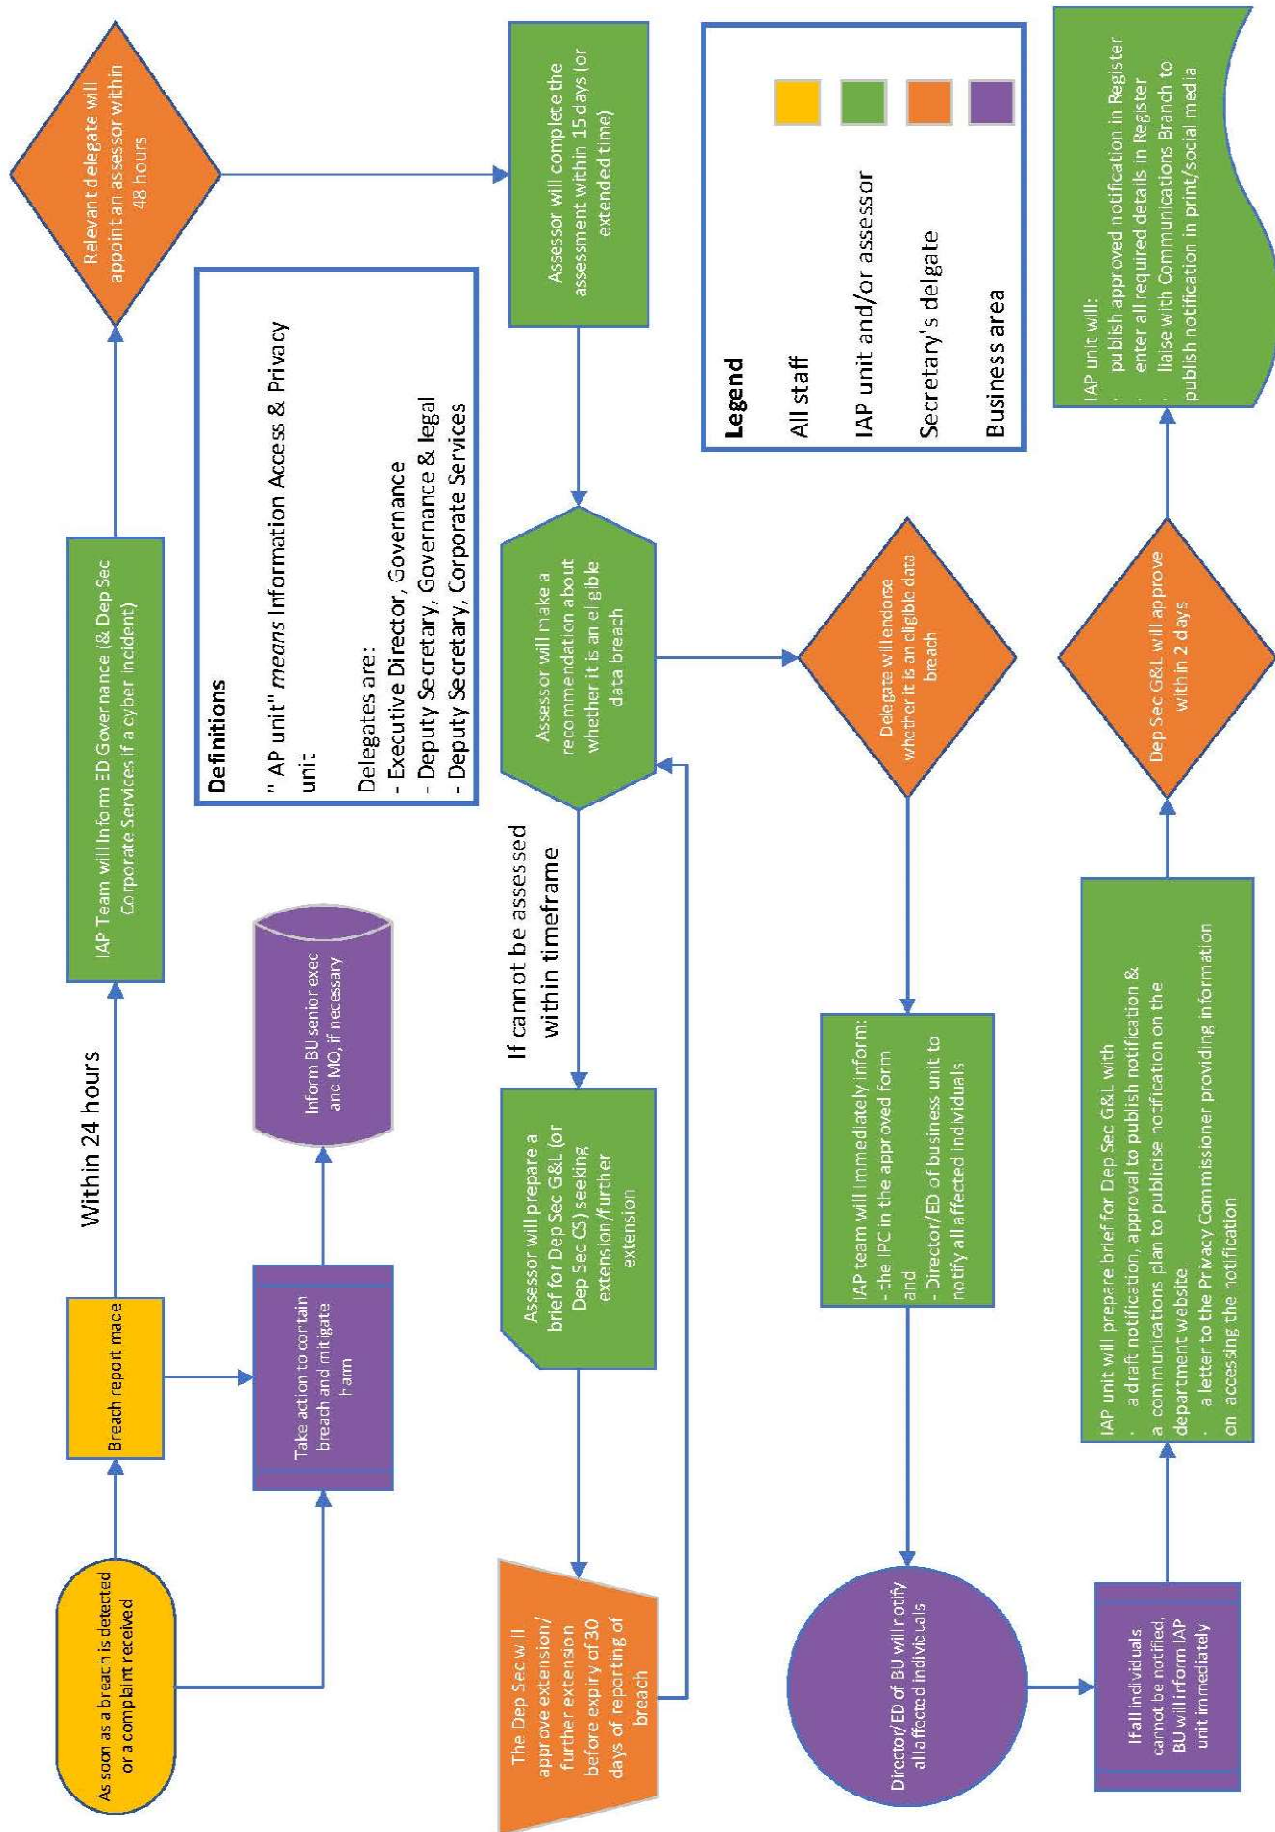 As soon as a breach is detected
or a complaint received
Breach report made
Within 24 hours
IAP Team will Inform ED Governance (& Dep Sec
Corporate Services if a cyber incident)
Relevant delegate will
appoint an assessor within
48 hours
Take action to contain
breach and mitigate
harm
Inform BU senior exec
and MO, if necessary
Definitions
" AP unit" means Information Access & Privacy
unit
Delegates are:
- Executive Director, Governance
- Deputy Secretary, Governance & legal
- Deputy Secretary, Corporate Services
Assessor will complete the
assessment within 15 days (or
extended time)
Assessor will make a
recommendation about
whether it is an eligible
data breach
If cannot be assessed
within timeframe
Assessor will prepare a
brief for Dep Sec G&L (or
Dep Sec CS) seeking
extension/further
extension
The Dep Sec will
approve extension/
further extension
before expiry of 30
days of reporting of
breach
Legend
All staff
IAP unit and/or assessor
Secretary's delgate
Business area
Delegate will endorse
whether it is an eligible data
breach
IAP team will immediately inform:
- the IPC in the approved form
and
- Director/ED of business unit to
notify all affected individuals
Director/ED of BU will notify
all affected individuals
If all individuals
cannot be notified,
BU will inform IAP
unit immediately
IAP unit will prepare brief for Dep Sec G&L with
· a draft notification, approval to publish notification &
a communications plan to publicise notification on the
department website
· a letter to the Privacy Commissioner providing information
on accessing the notification
Dep Sec G&L will approve
within 2 days
IAP unit will:
· publish approved notification in Register
· enter all required details in Register
· liaise with Communications Branch to
publish notification in print/social media